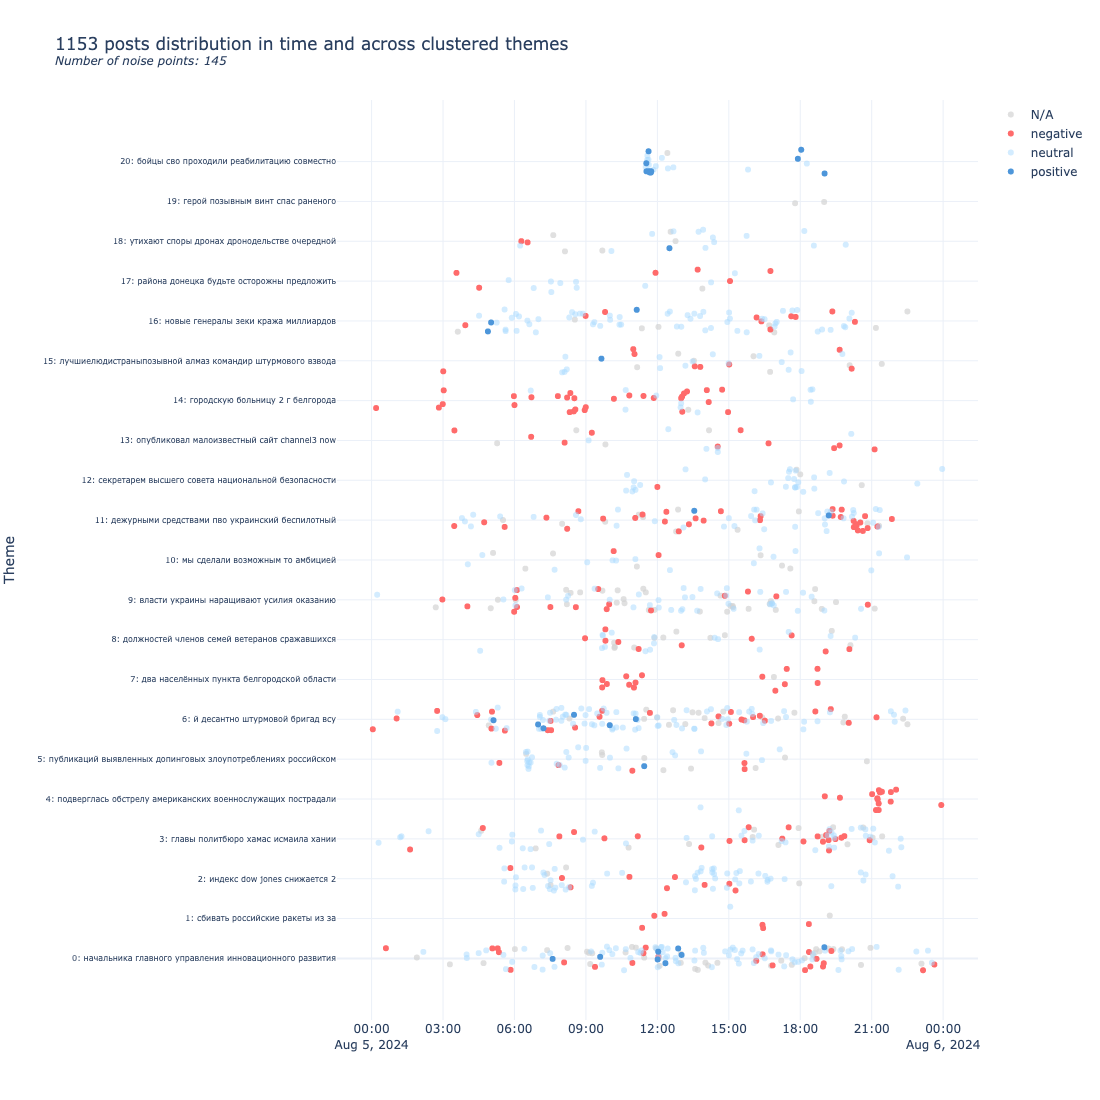 1153 posts distribution in time and across clustered themes
Number of noise points: 145
N/A
negative
neutral
positive
20: бойцы сво проходили реабилитацию совместно
19: герой позывным винт спас раненого
18: утихают споры дронах дронодельстве очередной
17: района донецка будьте осторожны предложить
16: новые генералы зеки кража миллиардов
15: лучшиелюдистраныпозывной алмаз командир штурмового взвода
14: городскую больницу 2 г белгорода
13: опубликовал малоизвестный сайт channel3 now
12: секретарем высшего совета национальной безопасности
11: дежурными средствами пво украинский беспилотный
10: мы сделали возможным то амбицией
9: власти украины наращивают усилия оказанию
8: должностей членов семей ветеранов сражавшихся
7: два населённых пункта белгородской области
6: й десантно штурмовой бригад всу
5: публикаций выявленных допинговых злоупотреблениях российском
4: подверглась обстрелу американских военнослужащих пострадали
3: главы политбюро хамас исмаила хании
2: индекс dow jones снижается 2
1: сбивать российские ракеты из за
0: начальника главного управления инновационного развития
Theme
00:00 03:00 06:00 09:00 12:00 15:00 18:00 21:00 00:00
Aug 5, 2024 Aug 6, 2024